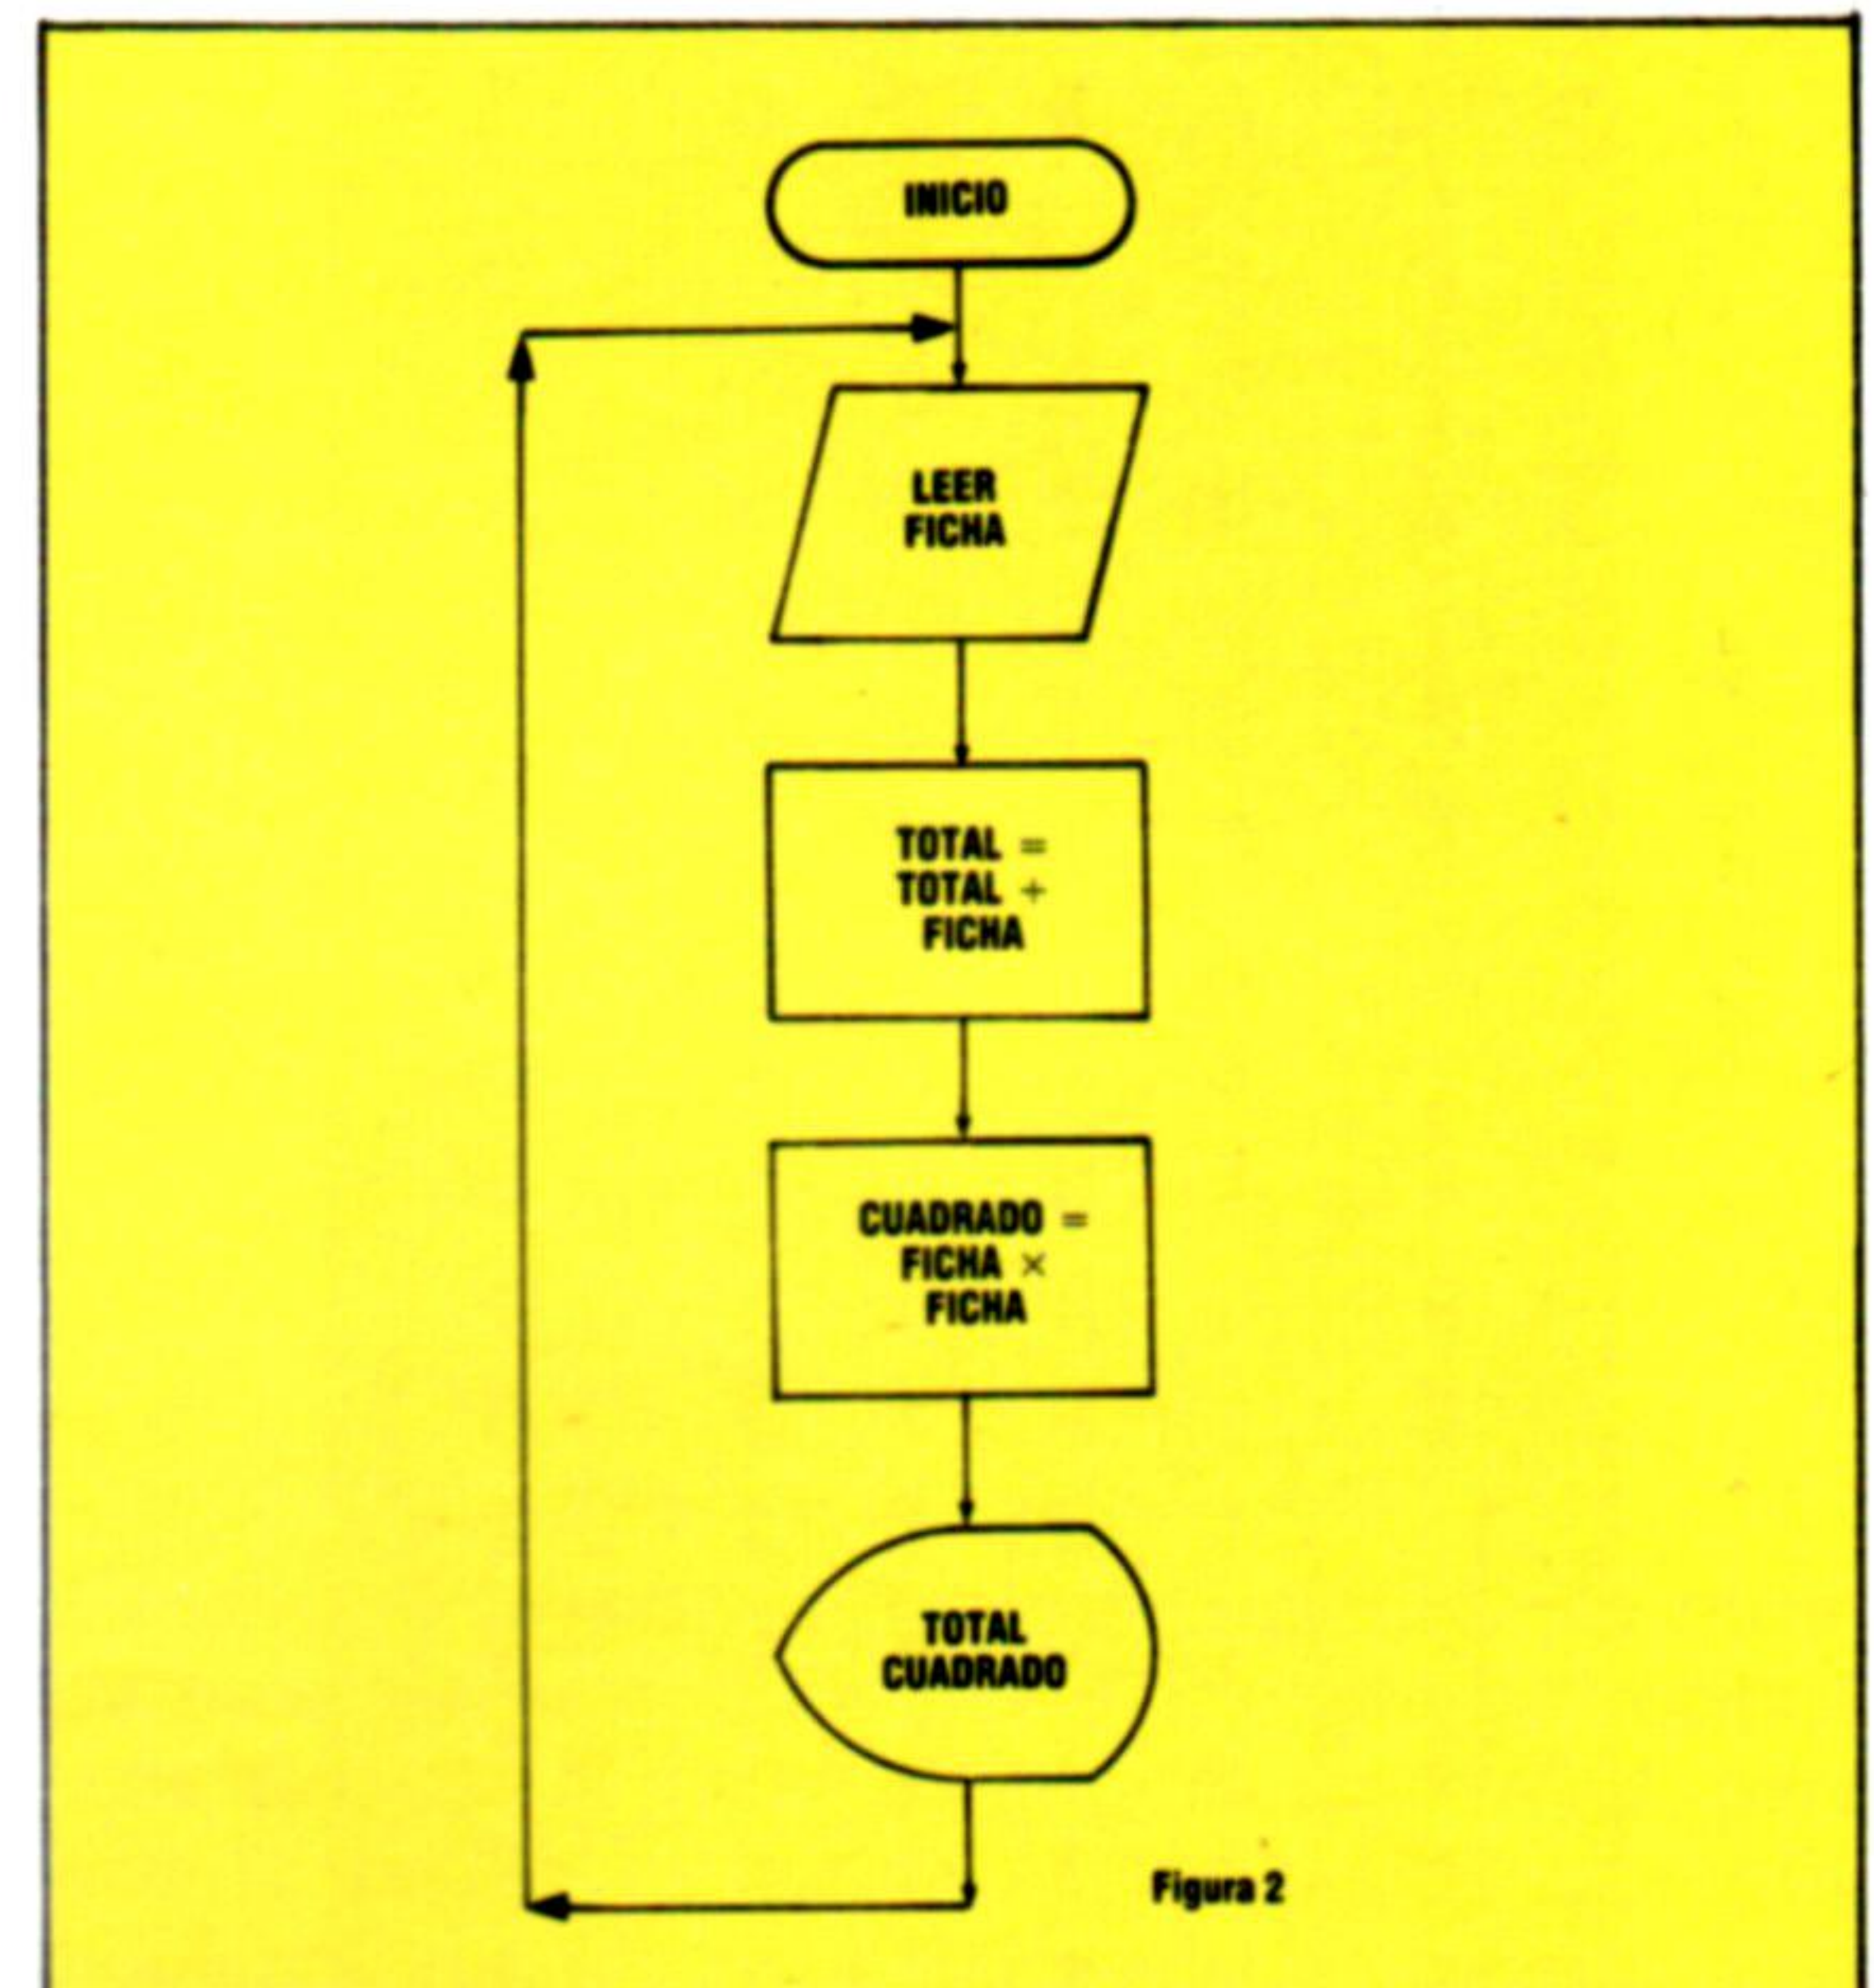 INICIO
LEER
FICHA
TOTAL =
TOTAL +
FICHA
CUADRADO =
FICHA ×
FICHA
TOTAL
CUADRADO
Figura 2